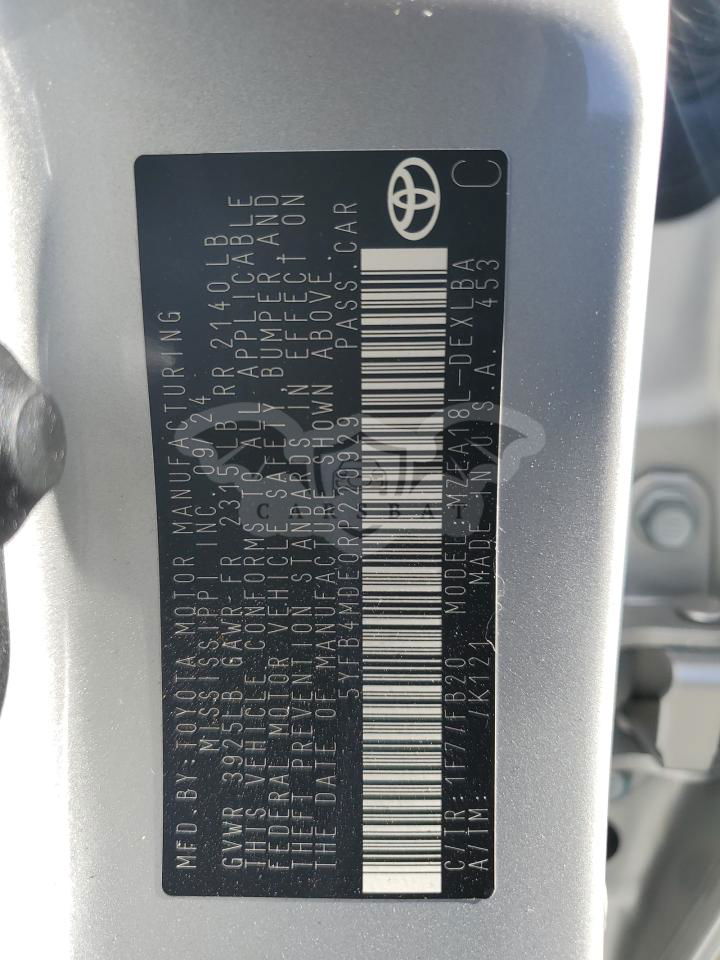 MFD.BY:TOYOTA MOTOR MANUFACTURING
MISSISSIPPI INC. 09/24
GVWR 3925LB GAWR-FR 2315LB RR 2140LB
THIS VEHICLE CONFORMS TO ALL APPLICABLE
FEDERAL MOTOR VEHICLE SAFETY, BUMPER AND
THEFT PREVENTION STANDARDS IN EFFECT ON
THE DATE OF MANUFACTURE SHOWN ABOVE.
PASS.CAR
C/TR: 1F7/FB20 MODEL: MZEA18L-DEXLBA
A/TM: /K121 MADE IN U.S.A. 453
C
CARSBAT